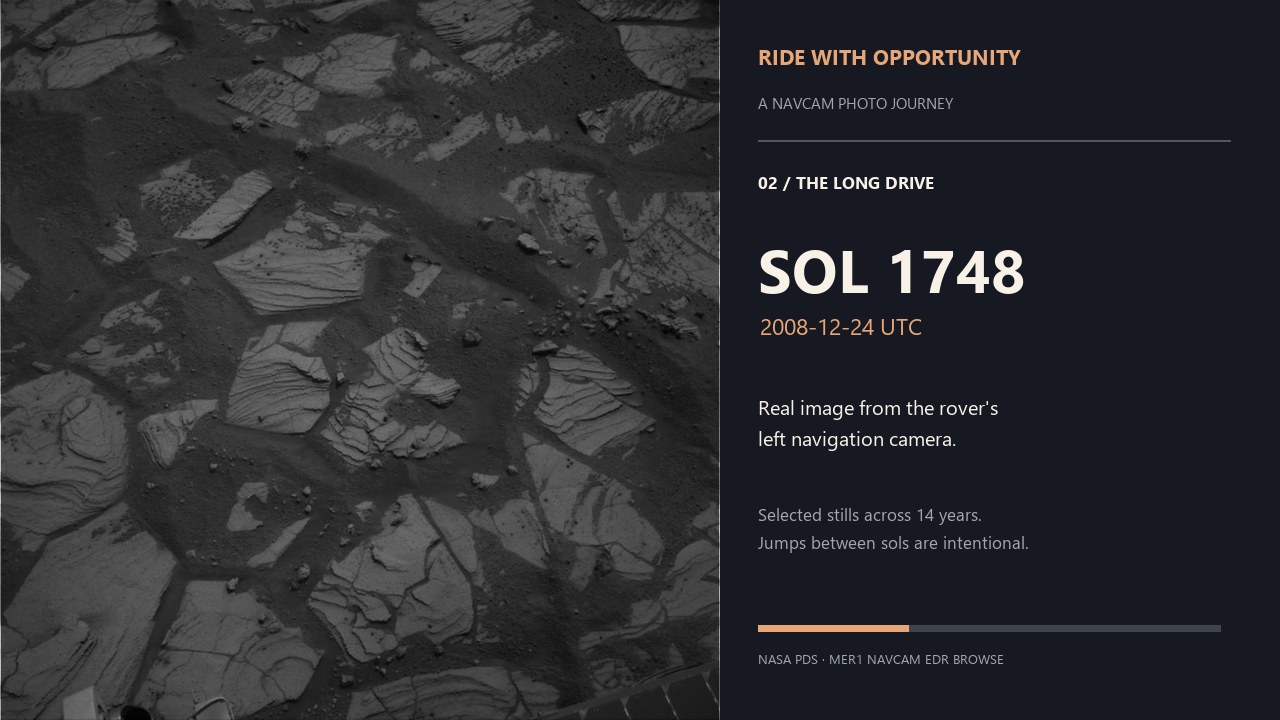 RIDE WITH OPPORTUNITY
A NAVCAM PHOTO JOURNEY
02 / THE LONG DRIVE
SOL 1748
2008-12-24 UTC
Real image from the rover's
left navigation camera.
Selected stills across 14 years.
Jumps between sols are intentional.
NASA PDS · MER1 NAVCAM EDR BROWSE